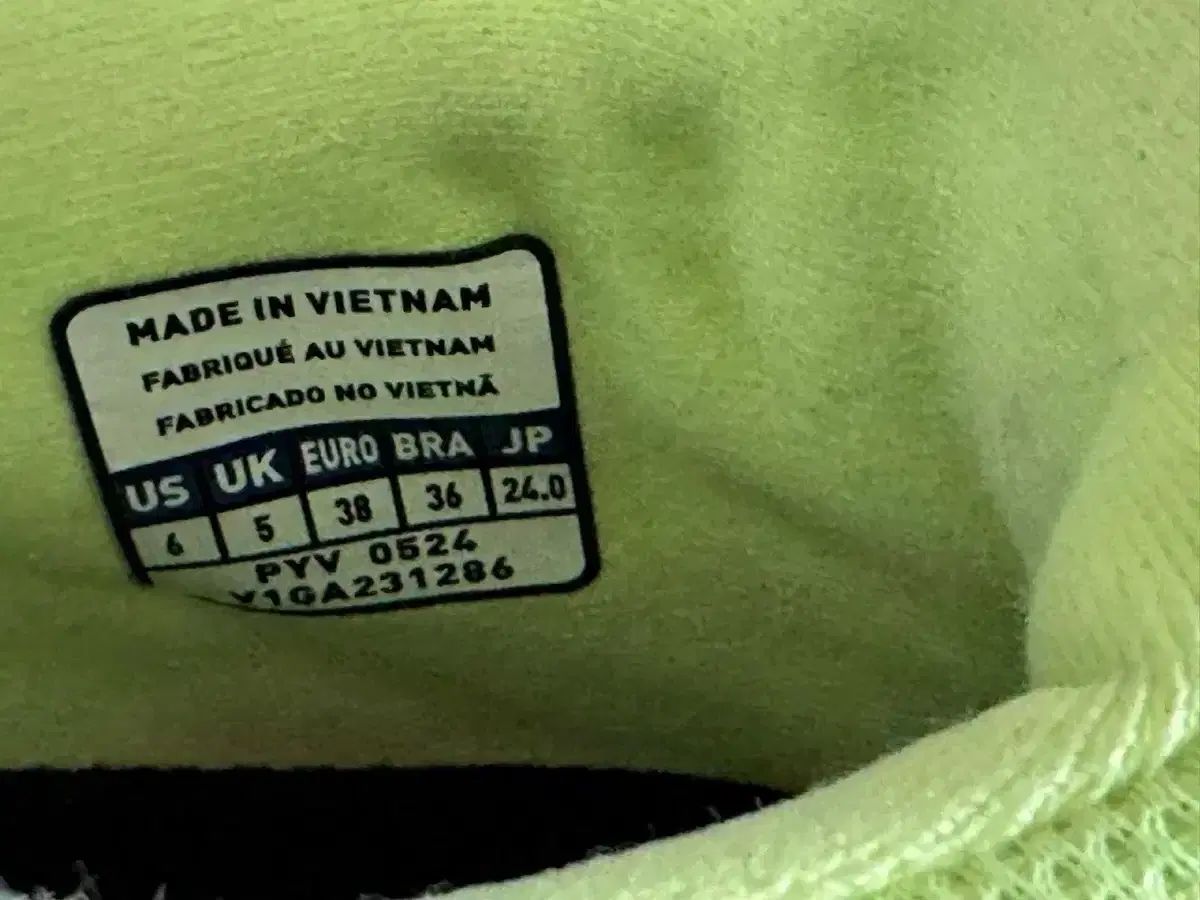 MADE IN VIETNAM
FABRIQUÉ AU VIETNAM
FABRICADO NO VIETNÃ
US UK EURO BRA JP
6 5 38 36 24.0
PYV 0524
Y1GA231286